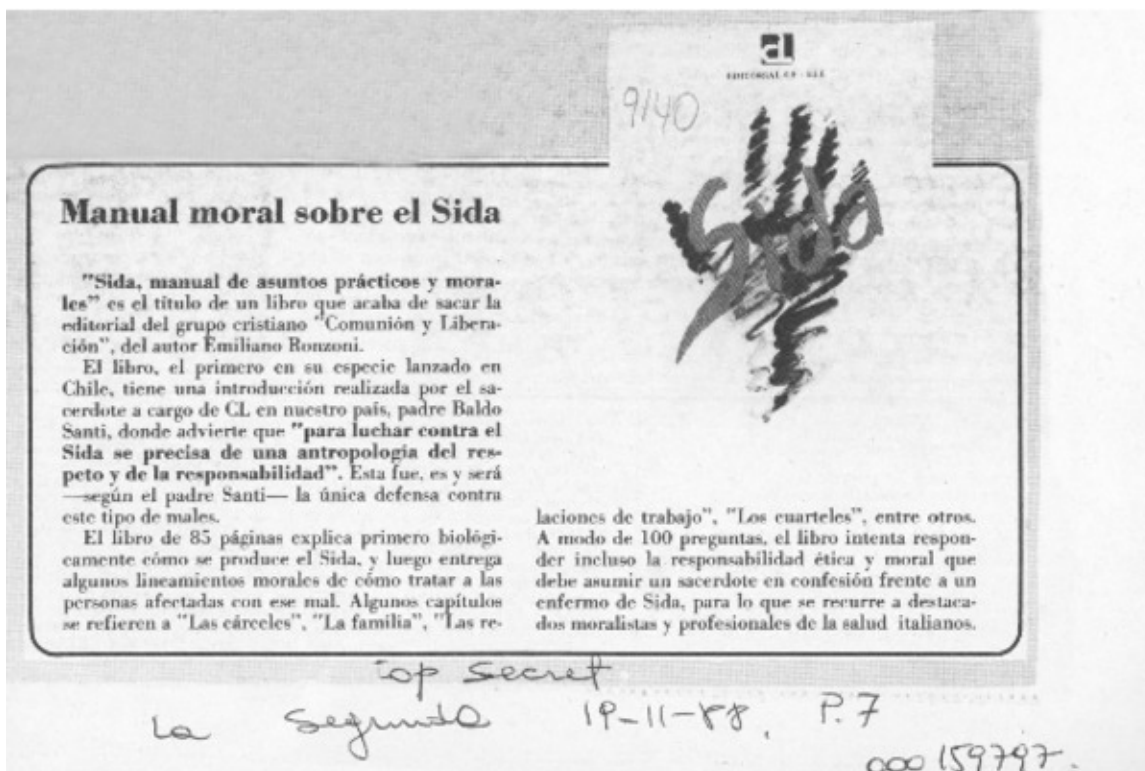 CL
EDITORIAL
9140
Sida
Manual moral sobre el Sida
"Sida, manual de asuntos prácticos y mora-
les" es el título de un libro que acaba de sacar la
editorial del grupo cristiano "Comunión y Libera-
ción", del autor Emiliano Ronzoni.
El libro, el primero en su especie lanzado en
Chile, tiene una introducción realizada por el sa-
cerdote a cargo de CL en nuestro país, padre Baldo
Santi, donde advierte que "para luchar contra el
Sida se precisa de una antropología del res-
peto y de la responsabilidad". Esta fue, es y será
—según el padre Santi— la única defensa contra
este tipo de males.
El libro de 85 páginas explica primero biológi-
camente cómo se produce el Sida, y luego entrega
algunos lineamientos morales de cómo tratar a las
personas afectadas con ese mal. Algunos capítulos
se refieren a "Las cárceles", "La familia", "Las re-
laciones de trabajo", "Los cuarteles", entre otros.
A modo de 100 preguntas, el libro intenta respon-
der incluso la responsabilidad ética y moral que
debe asumir un sacerdote en confesión frente a un
enfermo de Sida, para lo que se recurre a destaca-
dos moralistas y profesionales de la salud italianos.
top secret
La Segunda 19-11-88, P.7
000159797.